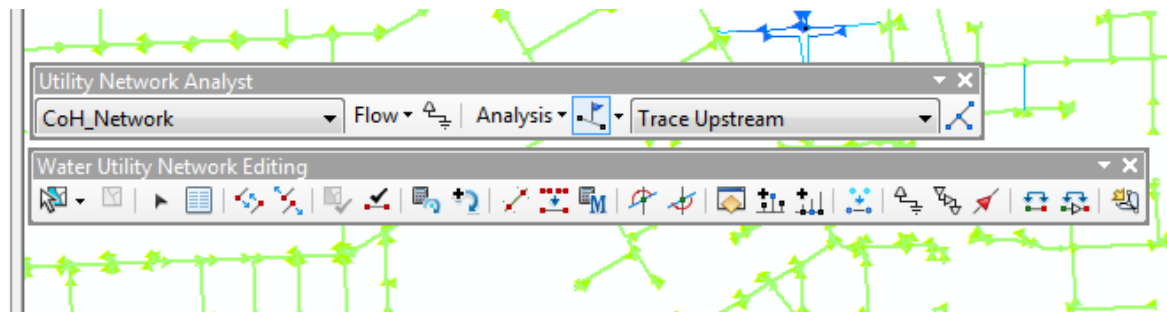 Utility Network Analyst
CoH_Network Flow Analysis Trace Upstream
Water Utility Network Editing
M